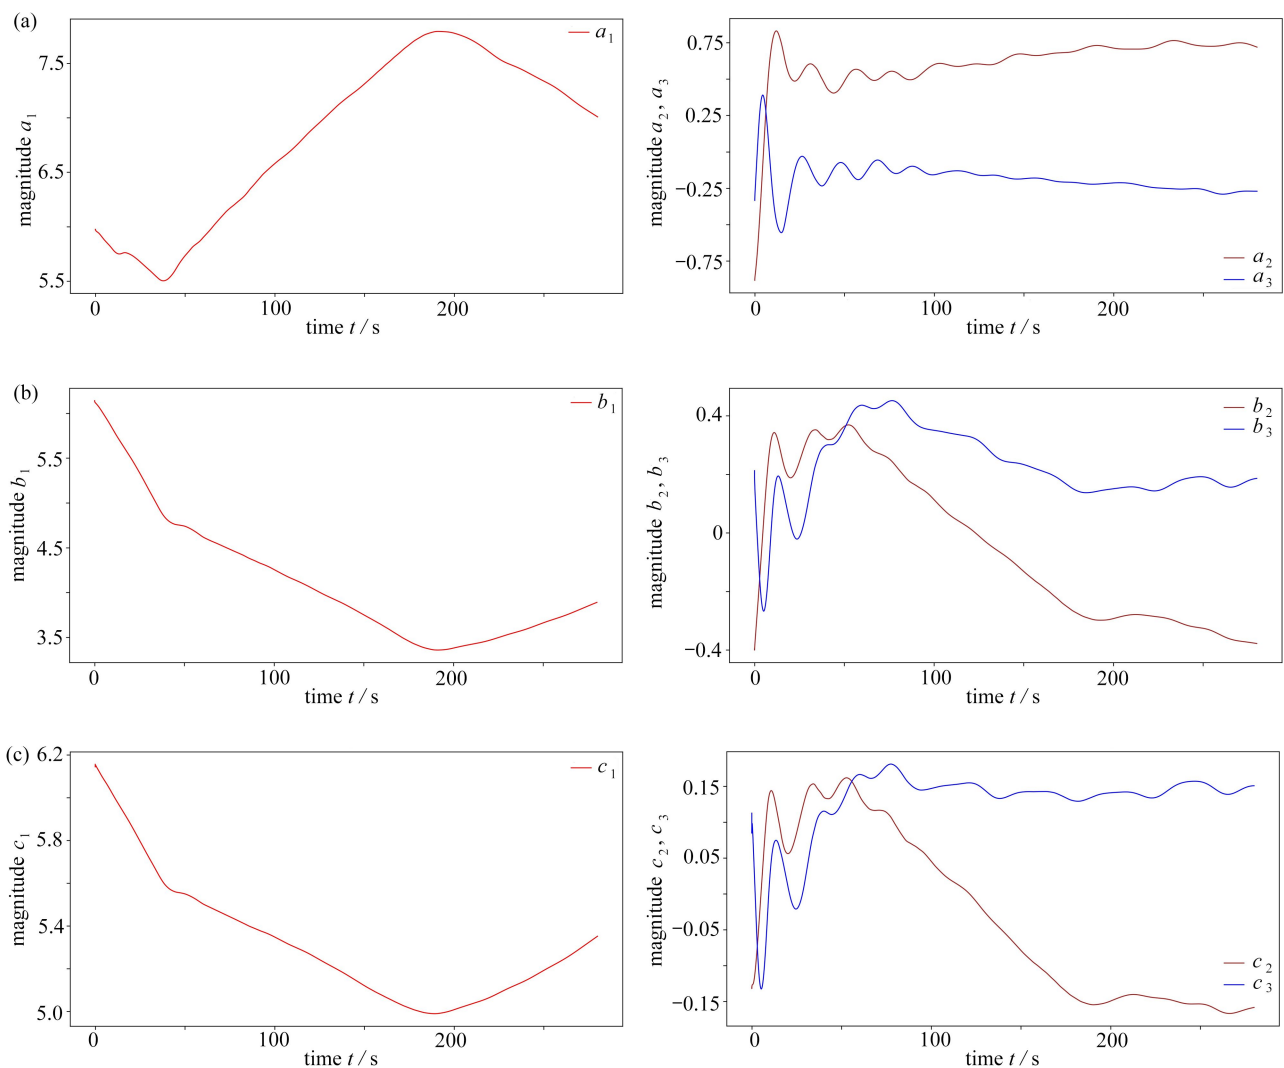 (a)
a₁
7.5
6.5
5.5
magnitude a₁
0
100
200
time t / s
0.75
0.25
−0.25
−0.75
magnitude a₂, a₃
a₂
a₃
0
100
200
time t / s
(b)
b₁
5.5
4.5
3.5
magnitude b₁
0
100
200
time t / s
b₂
b₃
0.4
0
−0.4
magnitude b₂, b₃
0
100
200
time t / s
(c)
c₁
6.2
5.8
5.4
5.0
magnitude c₁
0
100
200
time t / s
0.15
0.05
−0.05
−0.15
magnitude c₂, c₃
c₂
c₃
0
100
200
time t / s